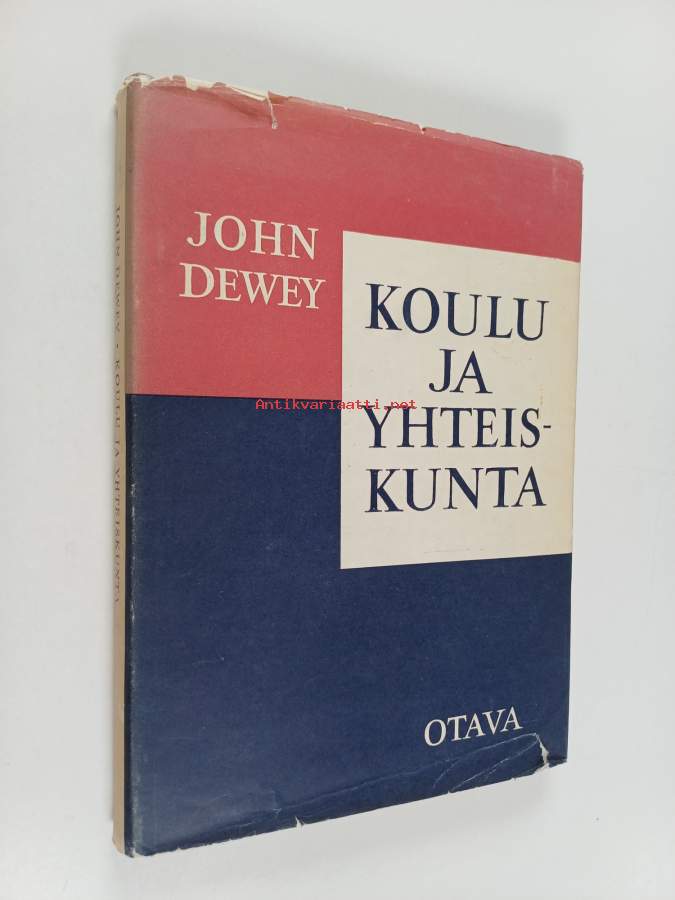 JOHN
DEWEY
KOULU
JA
YHTEIS-
KUNTA
OTAVA
JOHN DEWEY • KOULU JA YHTEISKUNTA
Antikvariaatti.net